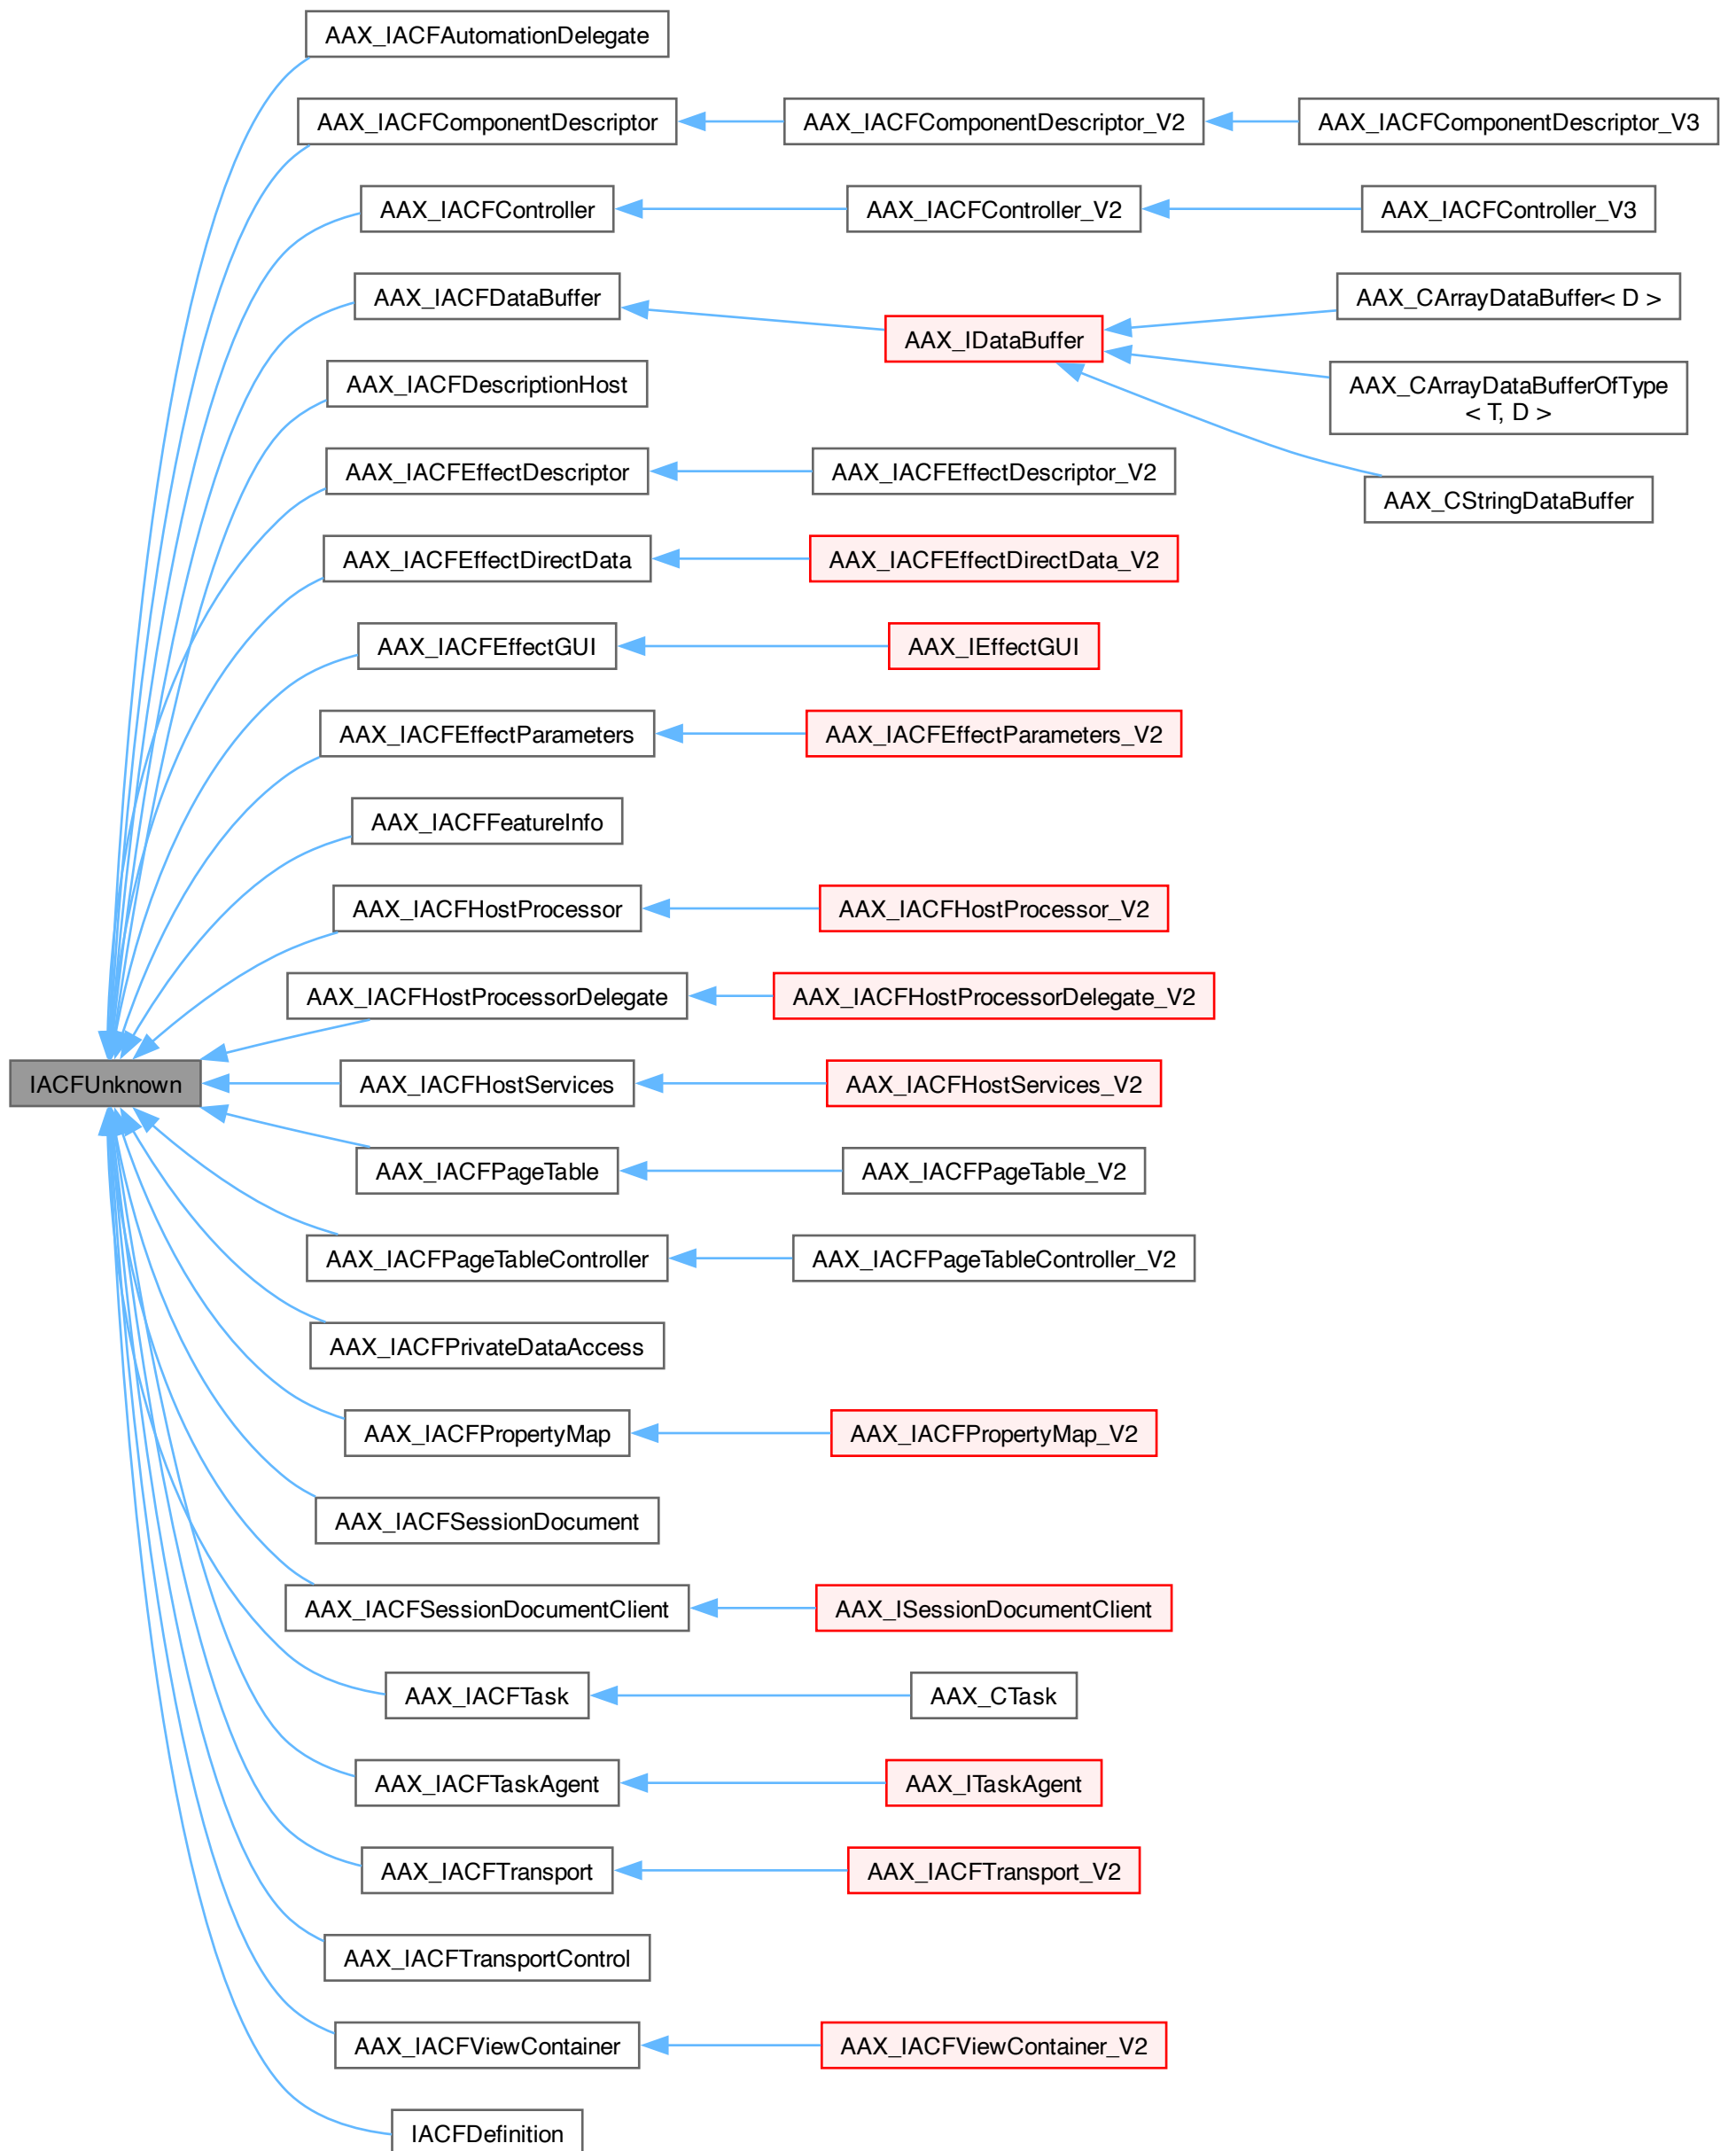 AAX_IACFAutomationDelegate
AAX_IACFComponentDescriptor
AAX_IACFComponentDescriptor_V2
AAX_IACFComponentDescriptor_V3
AAX_IACFController
AAX_IACFController_V2
AAX_IACFController_V3
AAX_IACFDataBuffer
AAX_IDataBuffer
AAX_CArrayDataBuffer< D >
AAX_CArrayDataBufferOfType
< T, D >
AAX_CStringDataBuffer
AAX_IACFDescriptionHost
AAX_IACFEffectDescriptor
AAX_IACFEffectDescriptor_V2
AAX_IACFEffectDirectData
AAX_IACFEffectDirectData_V2
AAX_IACFEffectGUI
AAX_IEffectGUI
AAX_IACFEffectParameters
AAX_IACFEffectParameters_V2
AAX_IACFFeatureInfo
AAX_IACFHostProcessor
AAX_IACFHostProcessor_V2
AAX_IACFHostProcessorDelegate
AAX_IACFHostProcessorDelegate_V2
IACFUnknown
AAX_IACFHostServices
AAX_IACFHostServices_V2
AAX_IACFPageTable
AAX_IACFPageTable_V2
AAX_IACFPageTableController
AAX_IACFPageTableController_V2
AAX_IACFPrivateDataAccess
AAX_IACFPropertyMap
AAX_IACFPropertyMap_V2
AAX_IACFSessionDocument
AAX_IACFSessionDocumentClient
AAX_ISessionDocumentClient
AAX_IACFTask
AAX_CTask
AAX_IACFTaskAgent
AAX_ITaskAgent
AAX_IACFTransport
AAX_IACFTransport_V2
AAX_IACFTransportControl
AAX_IACFViewContainer
AAX_IACFViewContainer_V2
IACFDefinition